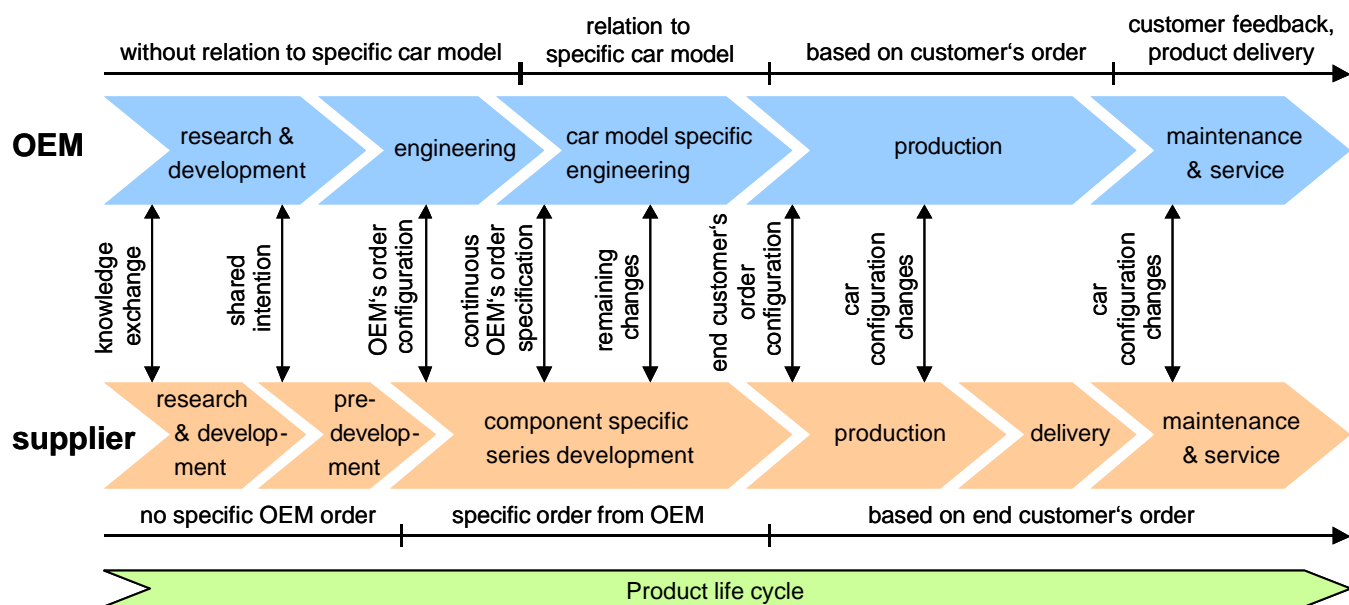 without relation to specific car model
relation to
specific car model
based on customer‘s order
customer feedback,
product delivery
OEM
research &
development
engineering
car model specific
engineering
production
maintenance
& service
knowledge
exchange
shared
intention
OEM‘s order
configuration
continuous
OEM‘s order
specification
remaining
changes
end customer‘s
order
configuration
car
configuration
changes
car
configuration
changes
supplier
research
& develop-
ment
pre-
develop-
ment
component specific
series development
production
delivery
maintenance
& service
no specific OEM order
specific order from OEM
based on end customer‘s order
Product life cycle